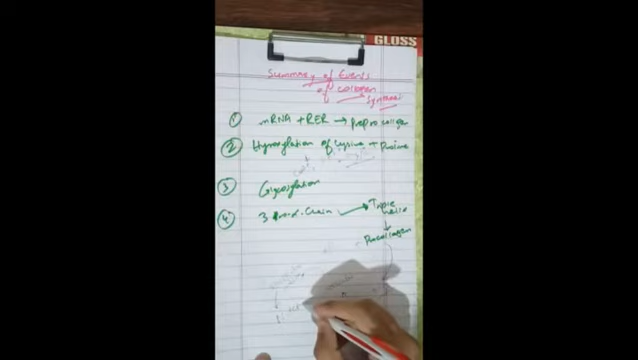 GLOSS
Summary of Events
of collagen
Synthesis
1 mRNA + RER → preprocollagen
2 Hydroxylation of lysine + proline
3 Glycosylation
4 3 pro-α-chain → Triple
helix
↓
Procollagen